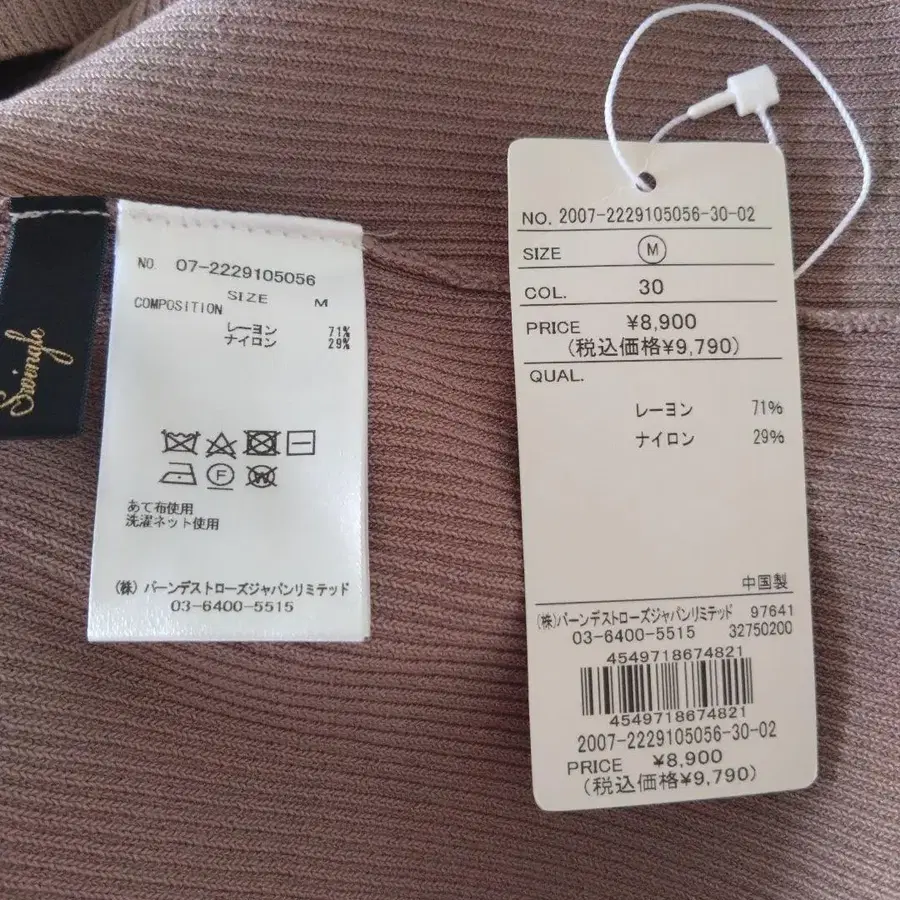 Swingle
NO. 07-2229105056
SIZE M
COMPOSITION
レーヨン 71%
ナイロン 29%
F
W
あて布使用
洗濯ネット使用
(株)バーンデストローズジャパンリミテッド
03-6400-5515
NO. 2007-2229105056-30-02
SIZE M
COL. 30
PRICE ¥8,900
(税込価格¥9,790)
QUAL.
レーヨン 71%
ナイロン 29%
中国製
(株)バーンデストローズジャパンリミテッド 97641
03-6400-5515 32750200
4549718674821
4549718674821
2007-2229105056-30-02
PRICE ¥8,900
(税込価格¥9,790)